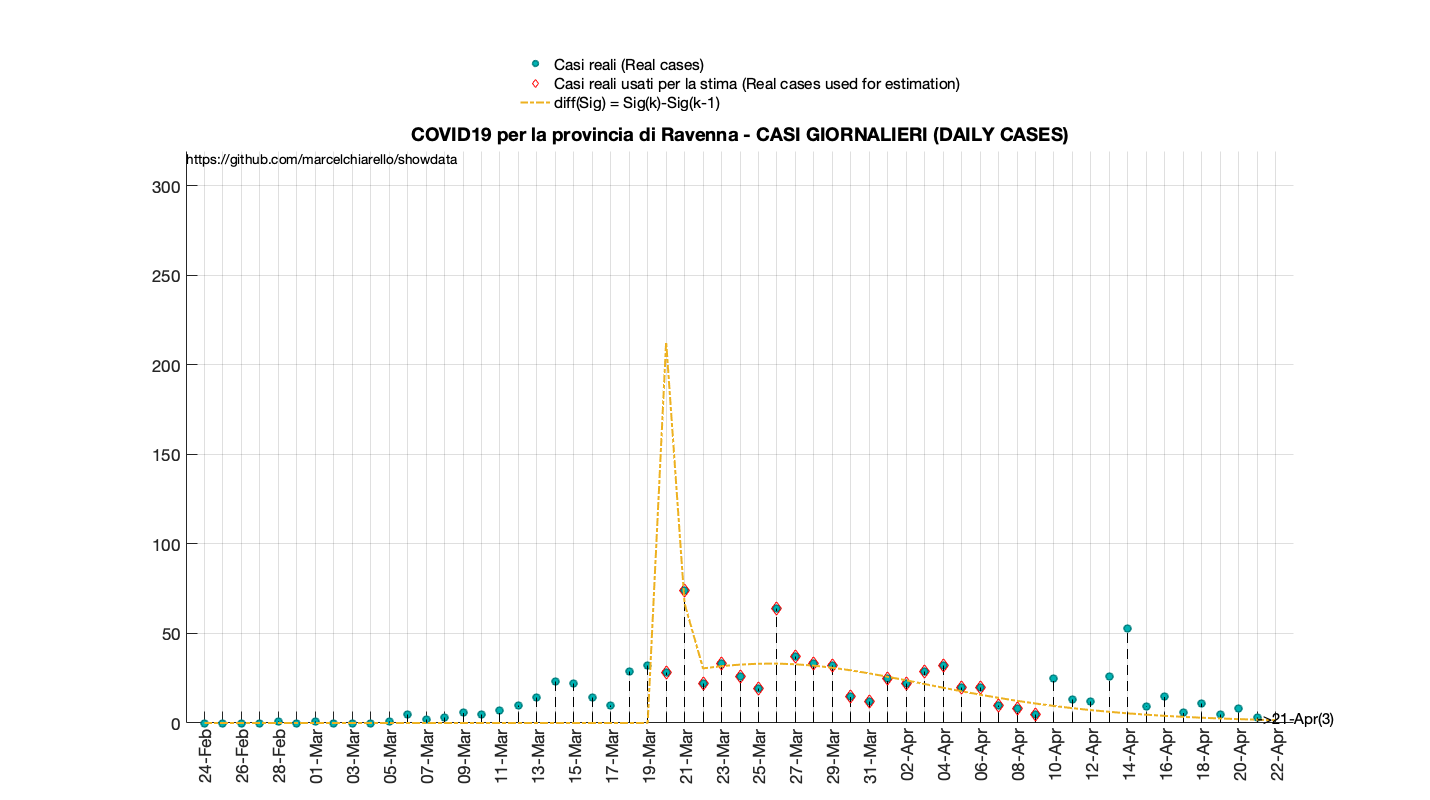 Casi reali (Real cases)
Casi reali usati per la stima (Real cases used for estimation)
diff(Sig) = Sig(k)-Sig(k-1)
COVID19 per la provincia di Ravenna - CASI GIORNALIERI (DAILY CASES)
https://github.com/marcelchiarello/showdata
300
250
200
150
100
50
0
->21-Apr(3)
24-Feb
26-Feb
28-Feb
01-Mar
03-Mar
05-Mar
07-Mar
09-Mar
11-Mar
13-Mar
15-Mar
17-Mar
19-Mar
21-Mar
23-Mar
25-Mar
27-Mar
29-Mar
31-Mar
02-Apr
04-Apr
06-Apr
08-Apr
10-Apr
12-Apr
14-Apr
16-Apr
18-Apr
20-Apr
22-Apr